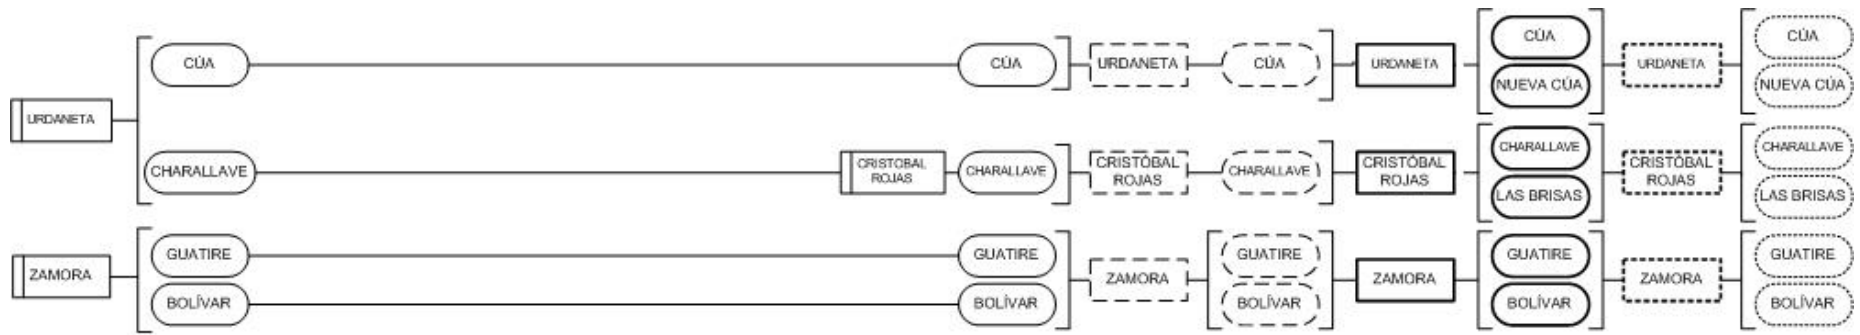 URDANETA
CÚA
CÚA
URDANETA
CÚA
URDANETA
CÚA
NUEVA CÚA
URDANETA
CÚA
NUEVA CÚA
CHARALLAVE
CRISTOBAL
ROJAS
CHARALLAVE
CRISTÓBAL
ROJAS
CHARALLAVE
CRISTÓBAL
ROJAS
CHARALLAVE
LAS BRISAS
CRISTÓBAL
ROJAS
CHARALLAVE
LAS BRISAS
ZAMORA
GUATIRE
BOLÍVAR
GUATIRE
BOLÍVAR
ZAMORA
GUATIRE
BOLÍVAR
ZAMORA
GUATIRE
BOLÍVAR
ZAMORA
GUATIRE
BOLÍVAR